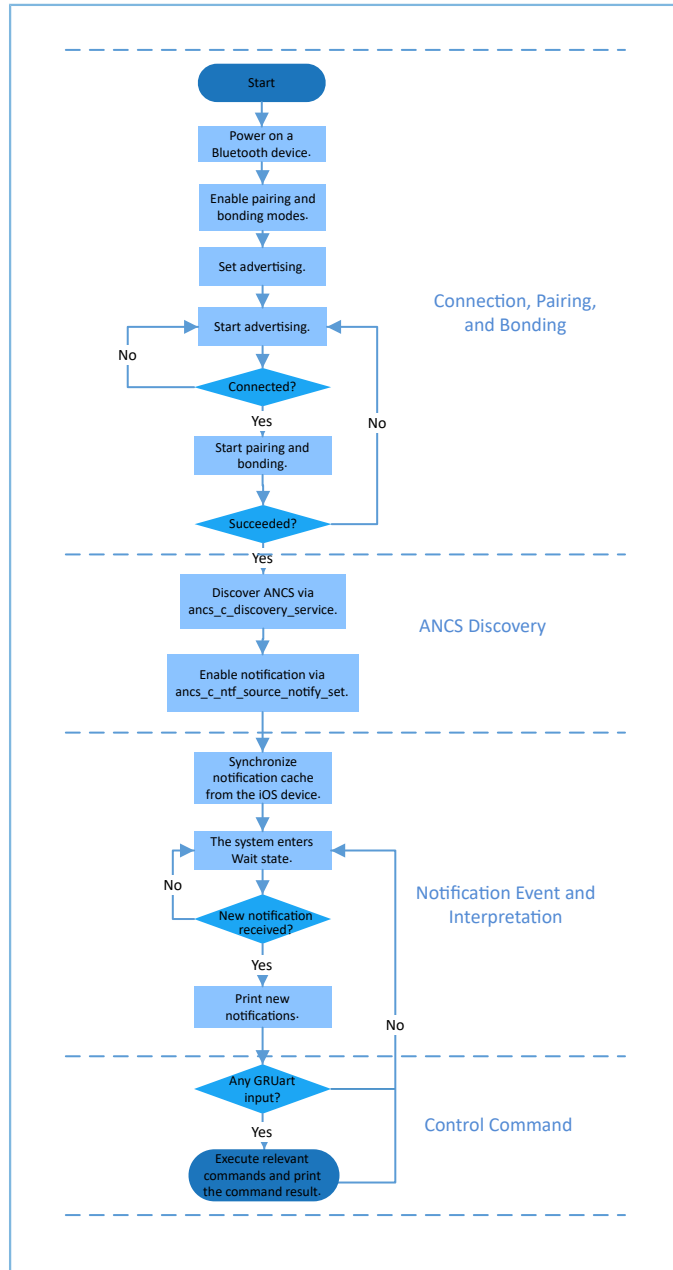 Start
Power on a
Bluetooth device.
Enable pairing and
bonding modes.
Set advertising.
Start advertising.
Connection, Pairing,
and Bonding
No
Connected?
No
Yes
Start pairing and
bonding.
Succeeded?
Yes
Discover ANCS via
ancs_c_discovery_service.
ANCS Discovery
Enable notification via
ancs_c_ntf_source_notify_set.
Synchronize
notification cache
from the iOS device.
The system enters
Wait state.
No
Notification Event and
Interpretation
New notification
received?
Yes
Print new
notifications.
No
Any GRUart
input?
Control Command
Yes
Execute relevant
commands and print
the command result.